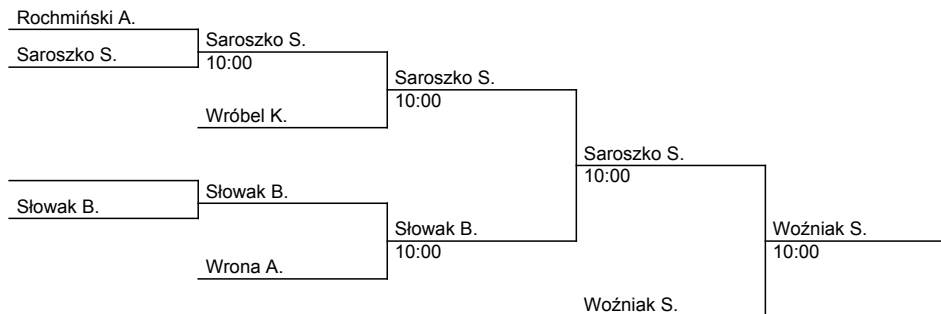 Rochmiński A.
Saroszko S.
Saroszko S.
10:00
Saroszko S.
10:00
Wróbel K.
Saroszko S.
10:00
Słowak B.
Słowak B.
Słowak B.
10:00
Woźniak S.
10:00
Wrona A.
Woźniak S.